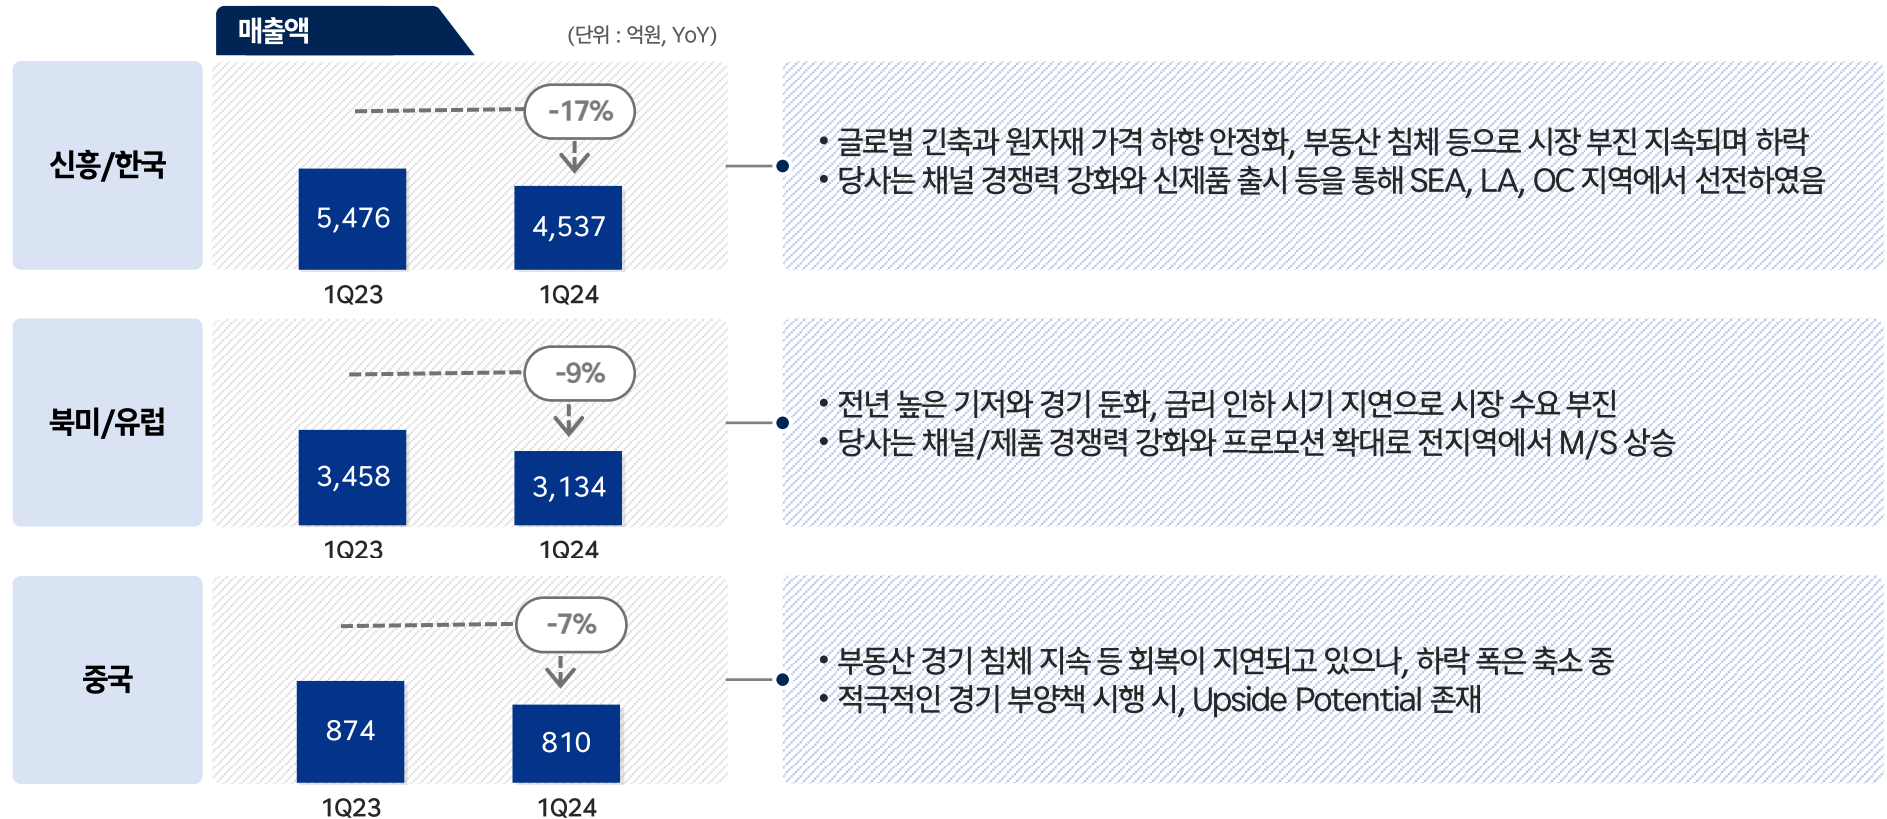 매출액
(단위 : 억원, YoY)
신흥/한국
-17%
5,476
4,537
1Q23
1Q24
• 글로벌 긴축과 원자재 가격 하향 안정화, 부동산 침체 등으로 시장 부진 지속되며 하락
• 당사는 채널 경쟁력 강화와 신제품 출시 등을 통해 SEA, LA, OC 지역에서 선전하였음
북미/유럽
-9%
3,458
3,134
1Q23
1Q24
• 전년 높은 기저와 경기 둔화, 금리 인하 시기 지연으로 시장 수요 부진
• 당사는 채널/제품 경쟁력 강화와 프로모션 확대로 전지역에서 M/S 상승
중국
-7%
874
810
1Q23
1Q24
• 부동산 경기 침체 지속 등 회복이 지연되고 있으나, 하락 폭은 축소 중
• 적극적인 경기 부양책 시행 시, Upside Potential 존재